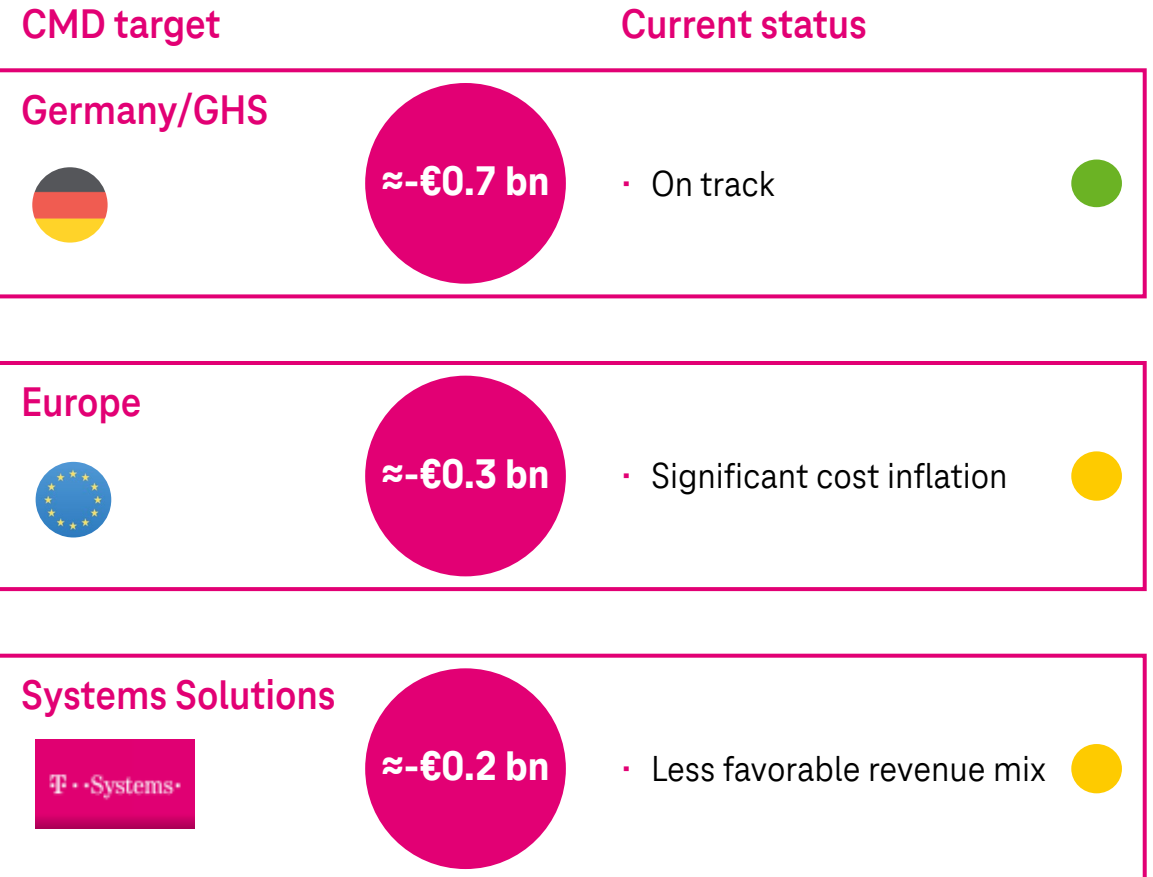 CMD target
Current status
Germany/GHS
≈-€0.7 bn
· On track
Europe
≈-€0.3 bn
· Significant cost inflation
Systems Solutions
T··Systems·
≈-€0.2 bn
· Less favorable revenue mix